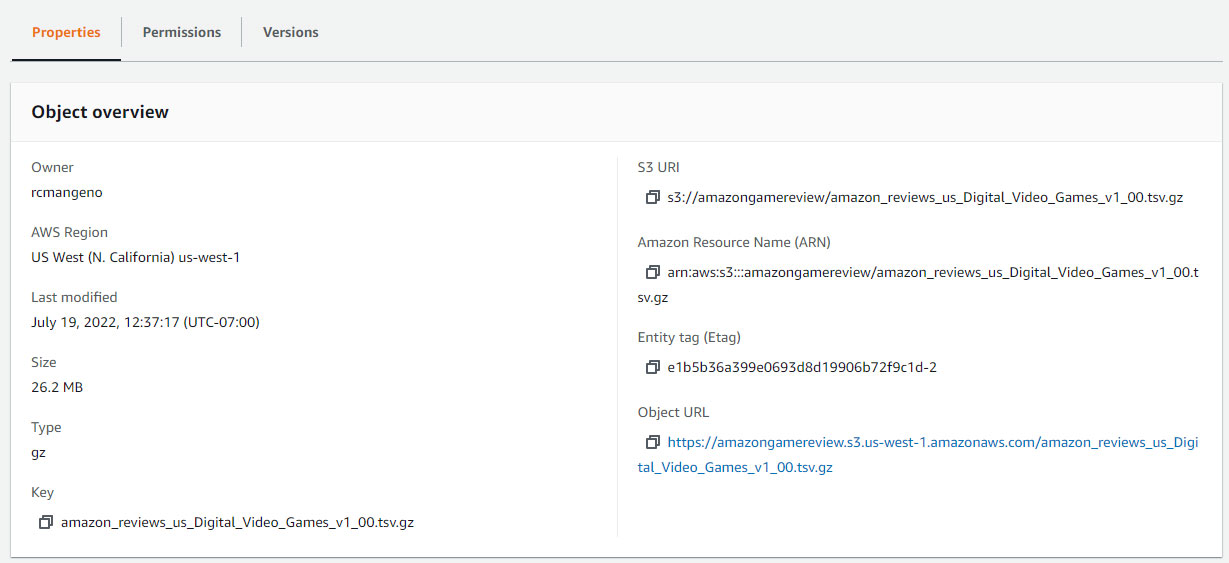 Properties
Permissions
Versions
Object overview
Owner
rcmangeno
AWS Region
US West (N. California) us-west-1
Last modified
July 19, 2022, 12:37:17 (UTC-07:00)
Size
26.2 MB
Type
gz
Key
amazon_reviews_us_Digital_Video_Games_v1_00.tsv.gz
S3 URI
s3://amazongamereview/amazon_reviews_us_Digital_Video_Games_v1_00.tsv.gz
Amazon Resource Name (ARN)
arn:aws:s3:::amazongamereview/amazon_reviews_us_Digital_Video_Games_v1_00.t
sv.gz
Entity tag (Etag)
e1b5b36a399e0693d8d19906b72f9c1d-2
Object URL
https://amazongamereview.s3.us-west-1.amazonaws.com/amazon_reviews_us_Digi
tal_Video_Games_v1_00.tsv.gz